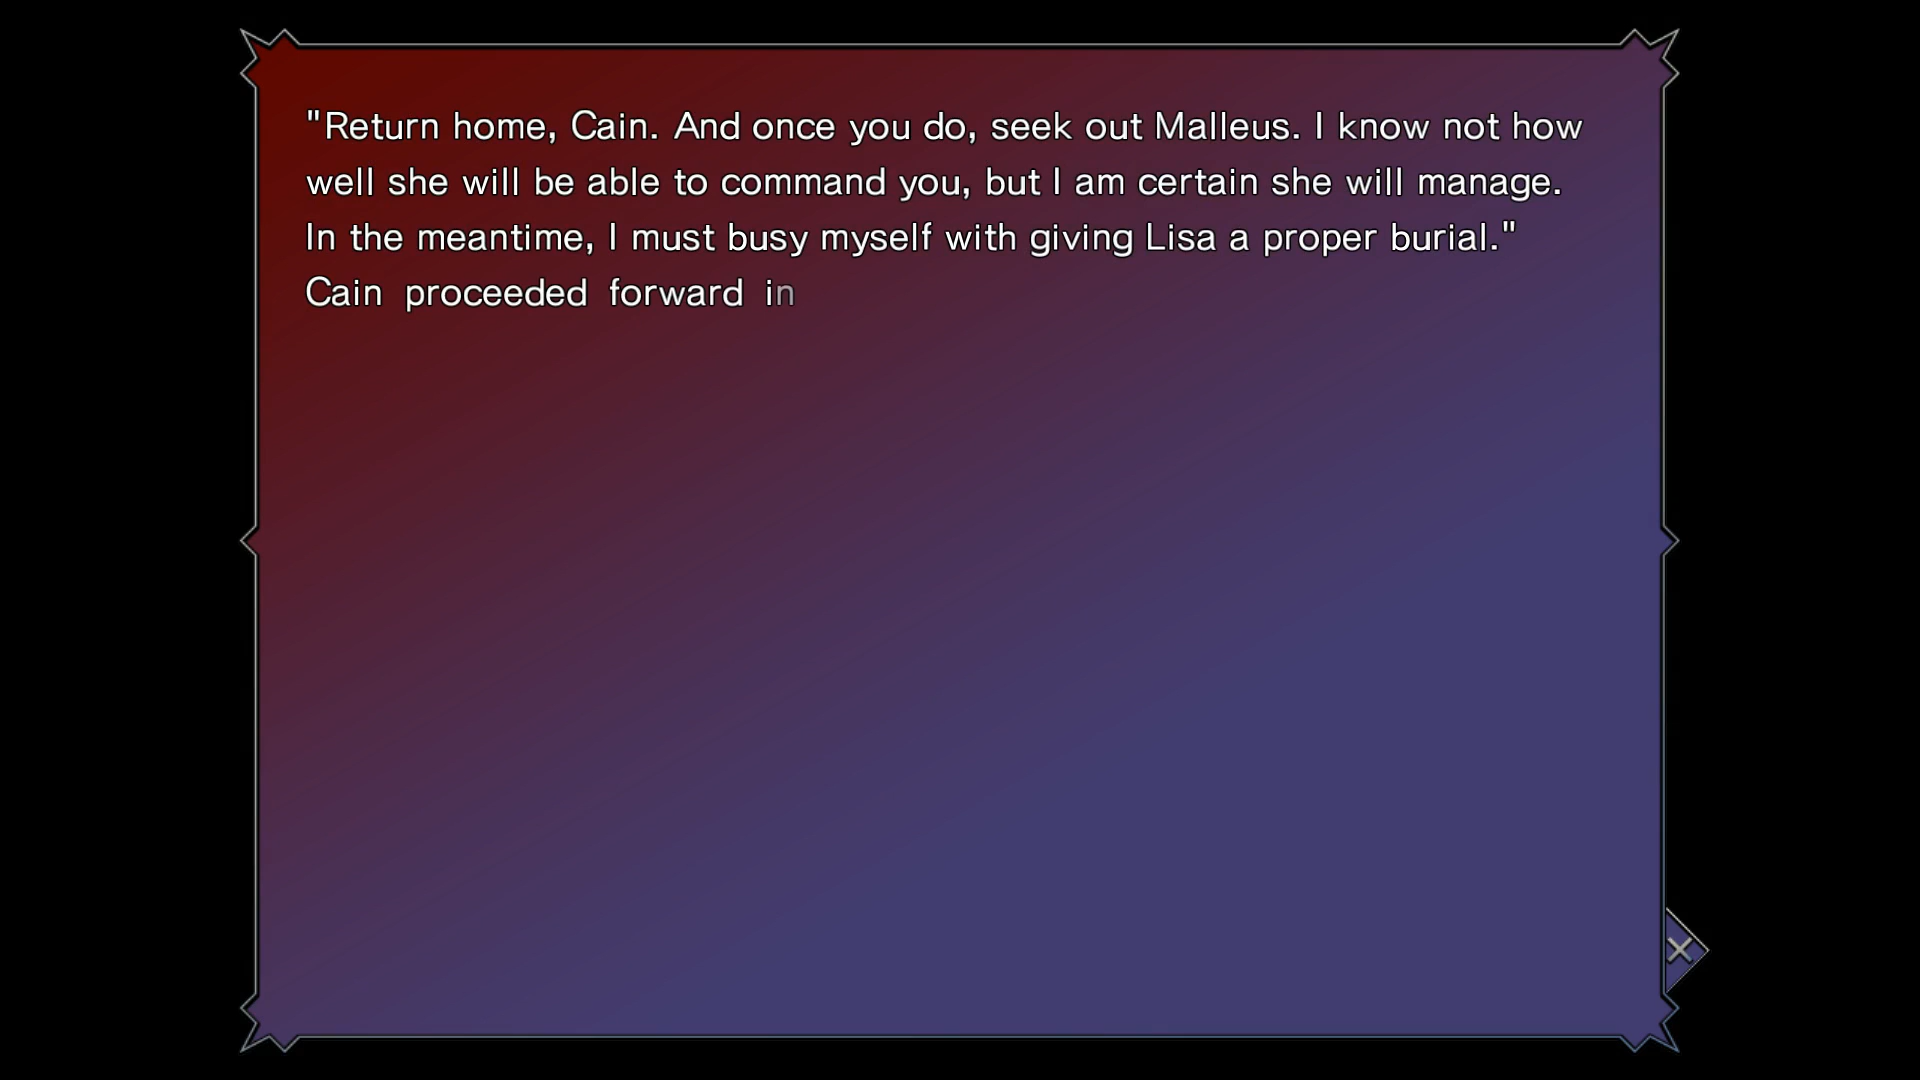 "Return home, Cain. And once you do, seek out Malleus. I know not how
well she will be able to command you, but I am certain she will manage.
In the meantime, I must busy myself with giving Lisa a proper burial."
Cain proceeded forward in